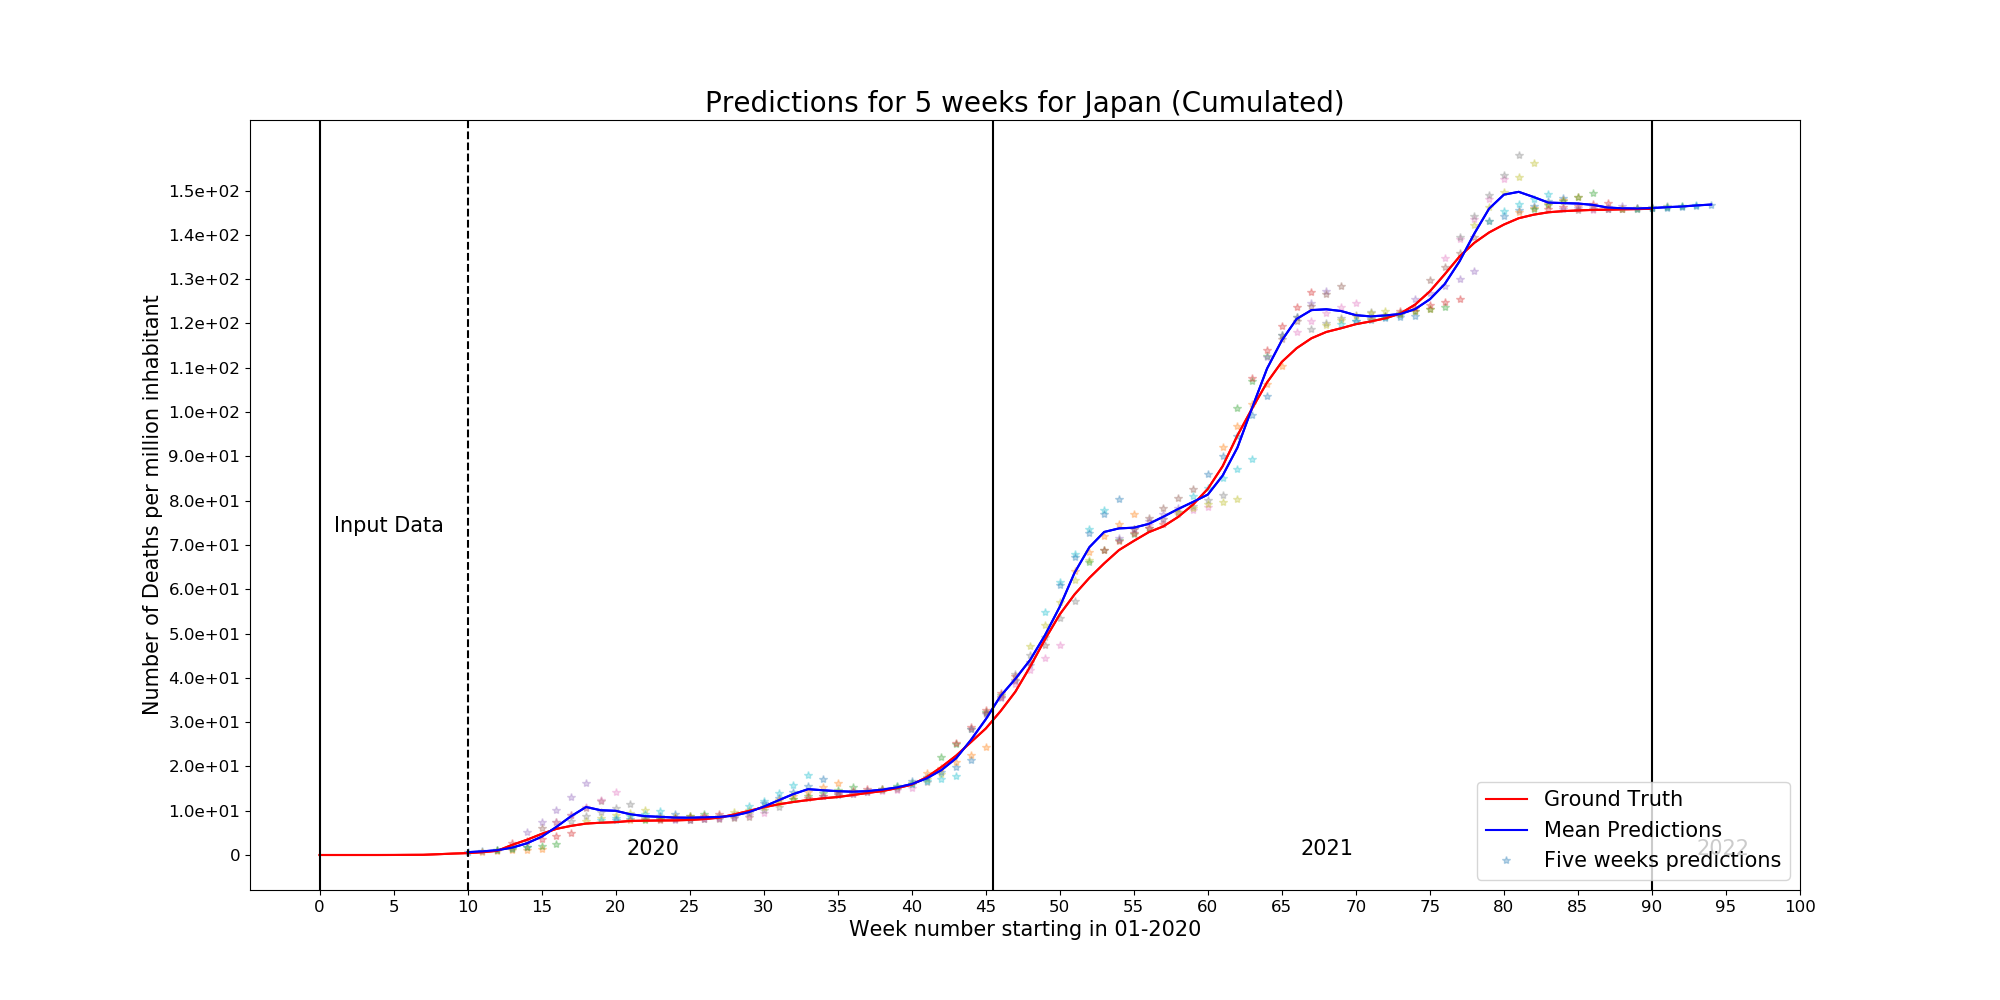 Predictions for 5 weeks for Japan (Cumulated)
Number of Deaths per million inhabitant
1.5e+02
1.4e+02
1.3e+02
1.2e+02
1.1e+02
1.0e+02
9.0e+01
8.0e+01
7.0e+01
6.0e+01
5.0e+01
4.0e+01
3.0e+01
2.0e+01
1.0e+01
0
Input Data
2020
2021
2022
Ground Truth
Mean Predictions
Five weeks predictions
0 5 10 15 20 25 30 35 40 45 50 55 60 65 70 75 80 85 90 95 100
Week number starting in 01-2020